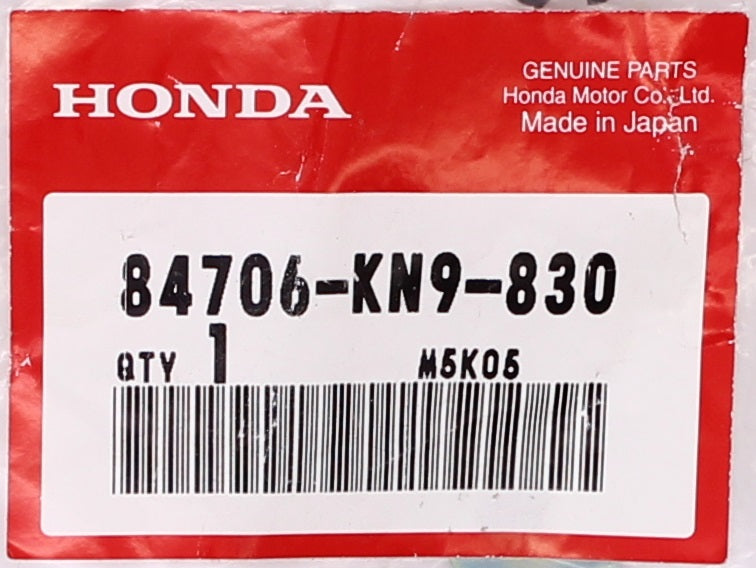 HONDA
GENUINE PARTS
Honda Motor Co., Ltd.
Made in Japan
84706-KN9-830
QTY 1 M5K05